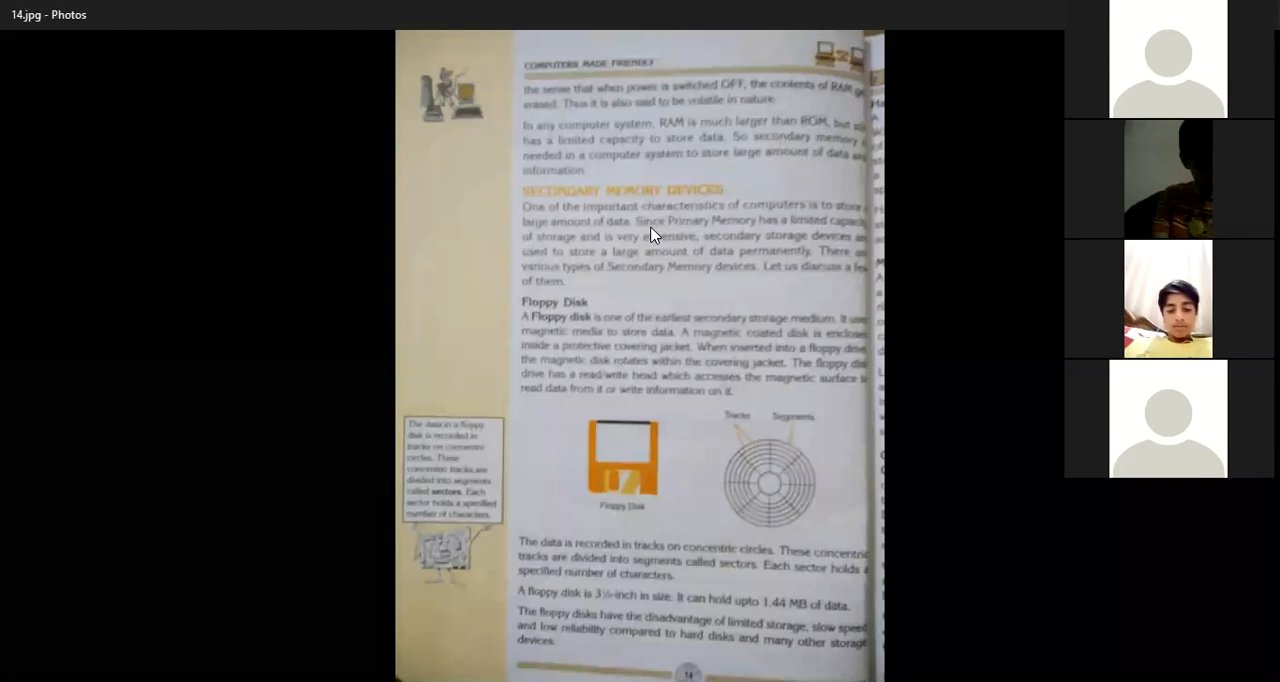 14.jpg - Photos
COMPUTERS MADE FRIENDLY
the sense that when power is switched OFF, the contents of RAM
erased. Thus it is also said to be volatile in nature
In any computer system, RAM is much larger than ROM, but
has a limited capacity to store data. So secondary memory
needed in a computer system to store large amount of data
information
SECONDARY MEMORY DEVICES
One of the important characteristics of computers is to store
large amount of data. Since Primary Memory has a limited
of storage and is very expensive, secondary storage devices
used to store a large amount of data permanently. There
various types of Secondary Memory devices. Let us discuss a
of them.
Floppy Disk
A Floppy disk is one of the earliest secondary storage medium. It
magnetic media to store data. A magnetic coated disk is
inside a protective covering jacket. When inserted into a floppy
the magnetic disk rotates within the covering jacket. The floppy
drive has a read/write head which accesses the magnetic surface
read data from it or write information on it.
Tracks Segments
The data in a floppy
disk is recorded in
tracks on concentric
circles. These
concentric tracks are
divided into segments
called sectors. Each
sector holds a specified
number of characters.
Floppy Disk
The data is recorded in tracks on concentric circles. These concentric
tracks are divided into segments called sectors. Each sector holds a
specified number of characters.
A floppy disk is 3½-inch in size. It can hold upto 1.44 MB of data.
The floppy disks have the disadvantage of limited storage, slow speed
and low reliability compared to hard disks and many other storage
devices.
14